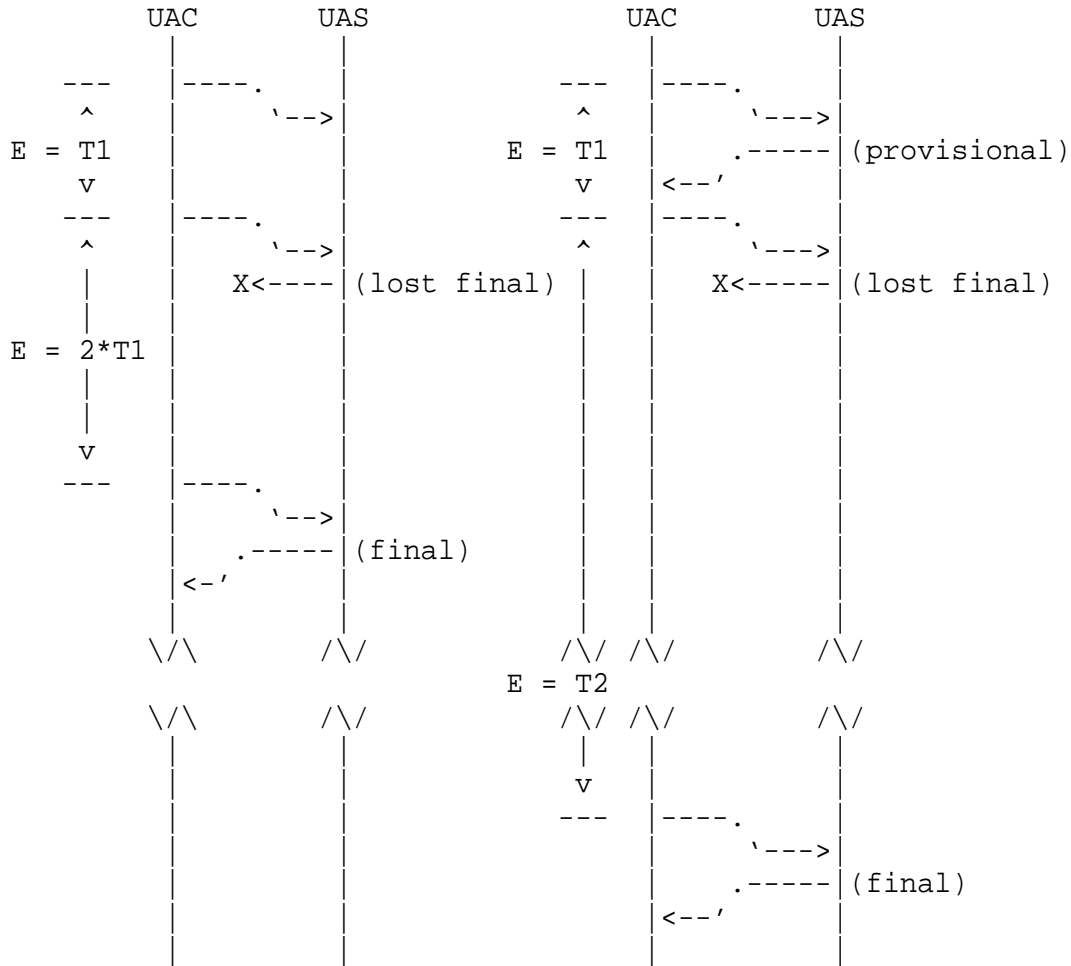 UAC        UAS                  UAC         UAS
            |          |                    |           |
    ---     |----.     |            ---     |----.      |
     ^      |     `-->|              ^      |     `--->|
E = T1      |          |         E = T1     |    .-----|(provisional)
     v      |          |             v      |<--'       |
    ---     |----.     |            ---     |----.      |
     ^      |     `-->|              ^      |     `--->|
     |      |   X<----|(lost final)  |      |   X<-----|(lost final)
     |      |          |             |      |           |
E = 2*T1    |          |             |      |           |
     |      |          |             |      |           |
     |      |          |             |      |           |
     v      |          |             |      |           |
    ---     |----.     |             |      |           |
            |     `-->|              |      |           |
            |   .-----|(final)       |      |           |
            |<-'       |             |      |           |
            |          |             |      |           |
           \/\        /\/           /\/    /\/         /\/
                                 E = T2
           \/\        /\/           /\/    /\/         /\/
            |          |             |      |           |
            |          |             v      |           |
            |          |            ---     |----.      |
            |          |                    |     `--->|
            |          |                    |    .-----|(final)
            |          |                    |<--'       |
            |          |                    |           |